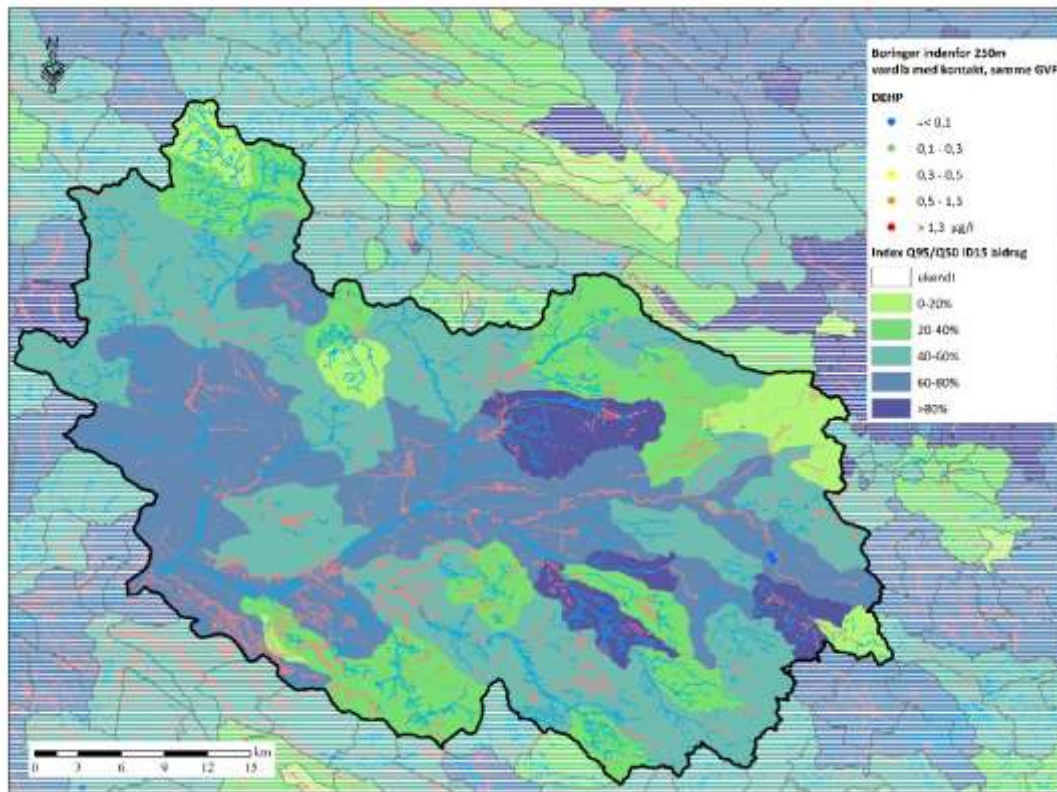 Boringer indenfor 250m
værdib med kontakt, samme GVF
DEHP
=< 0.1
0,1 - 0,3
0,3 - 0,5
0,5 - 1,3
> 1,3 µg/l
Index Q95/Q50 ID15 bidrag
ukendt
0-20%
20-40%
40-60%
60-80%
>80%
N
km
0 3 6 9 12 15